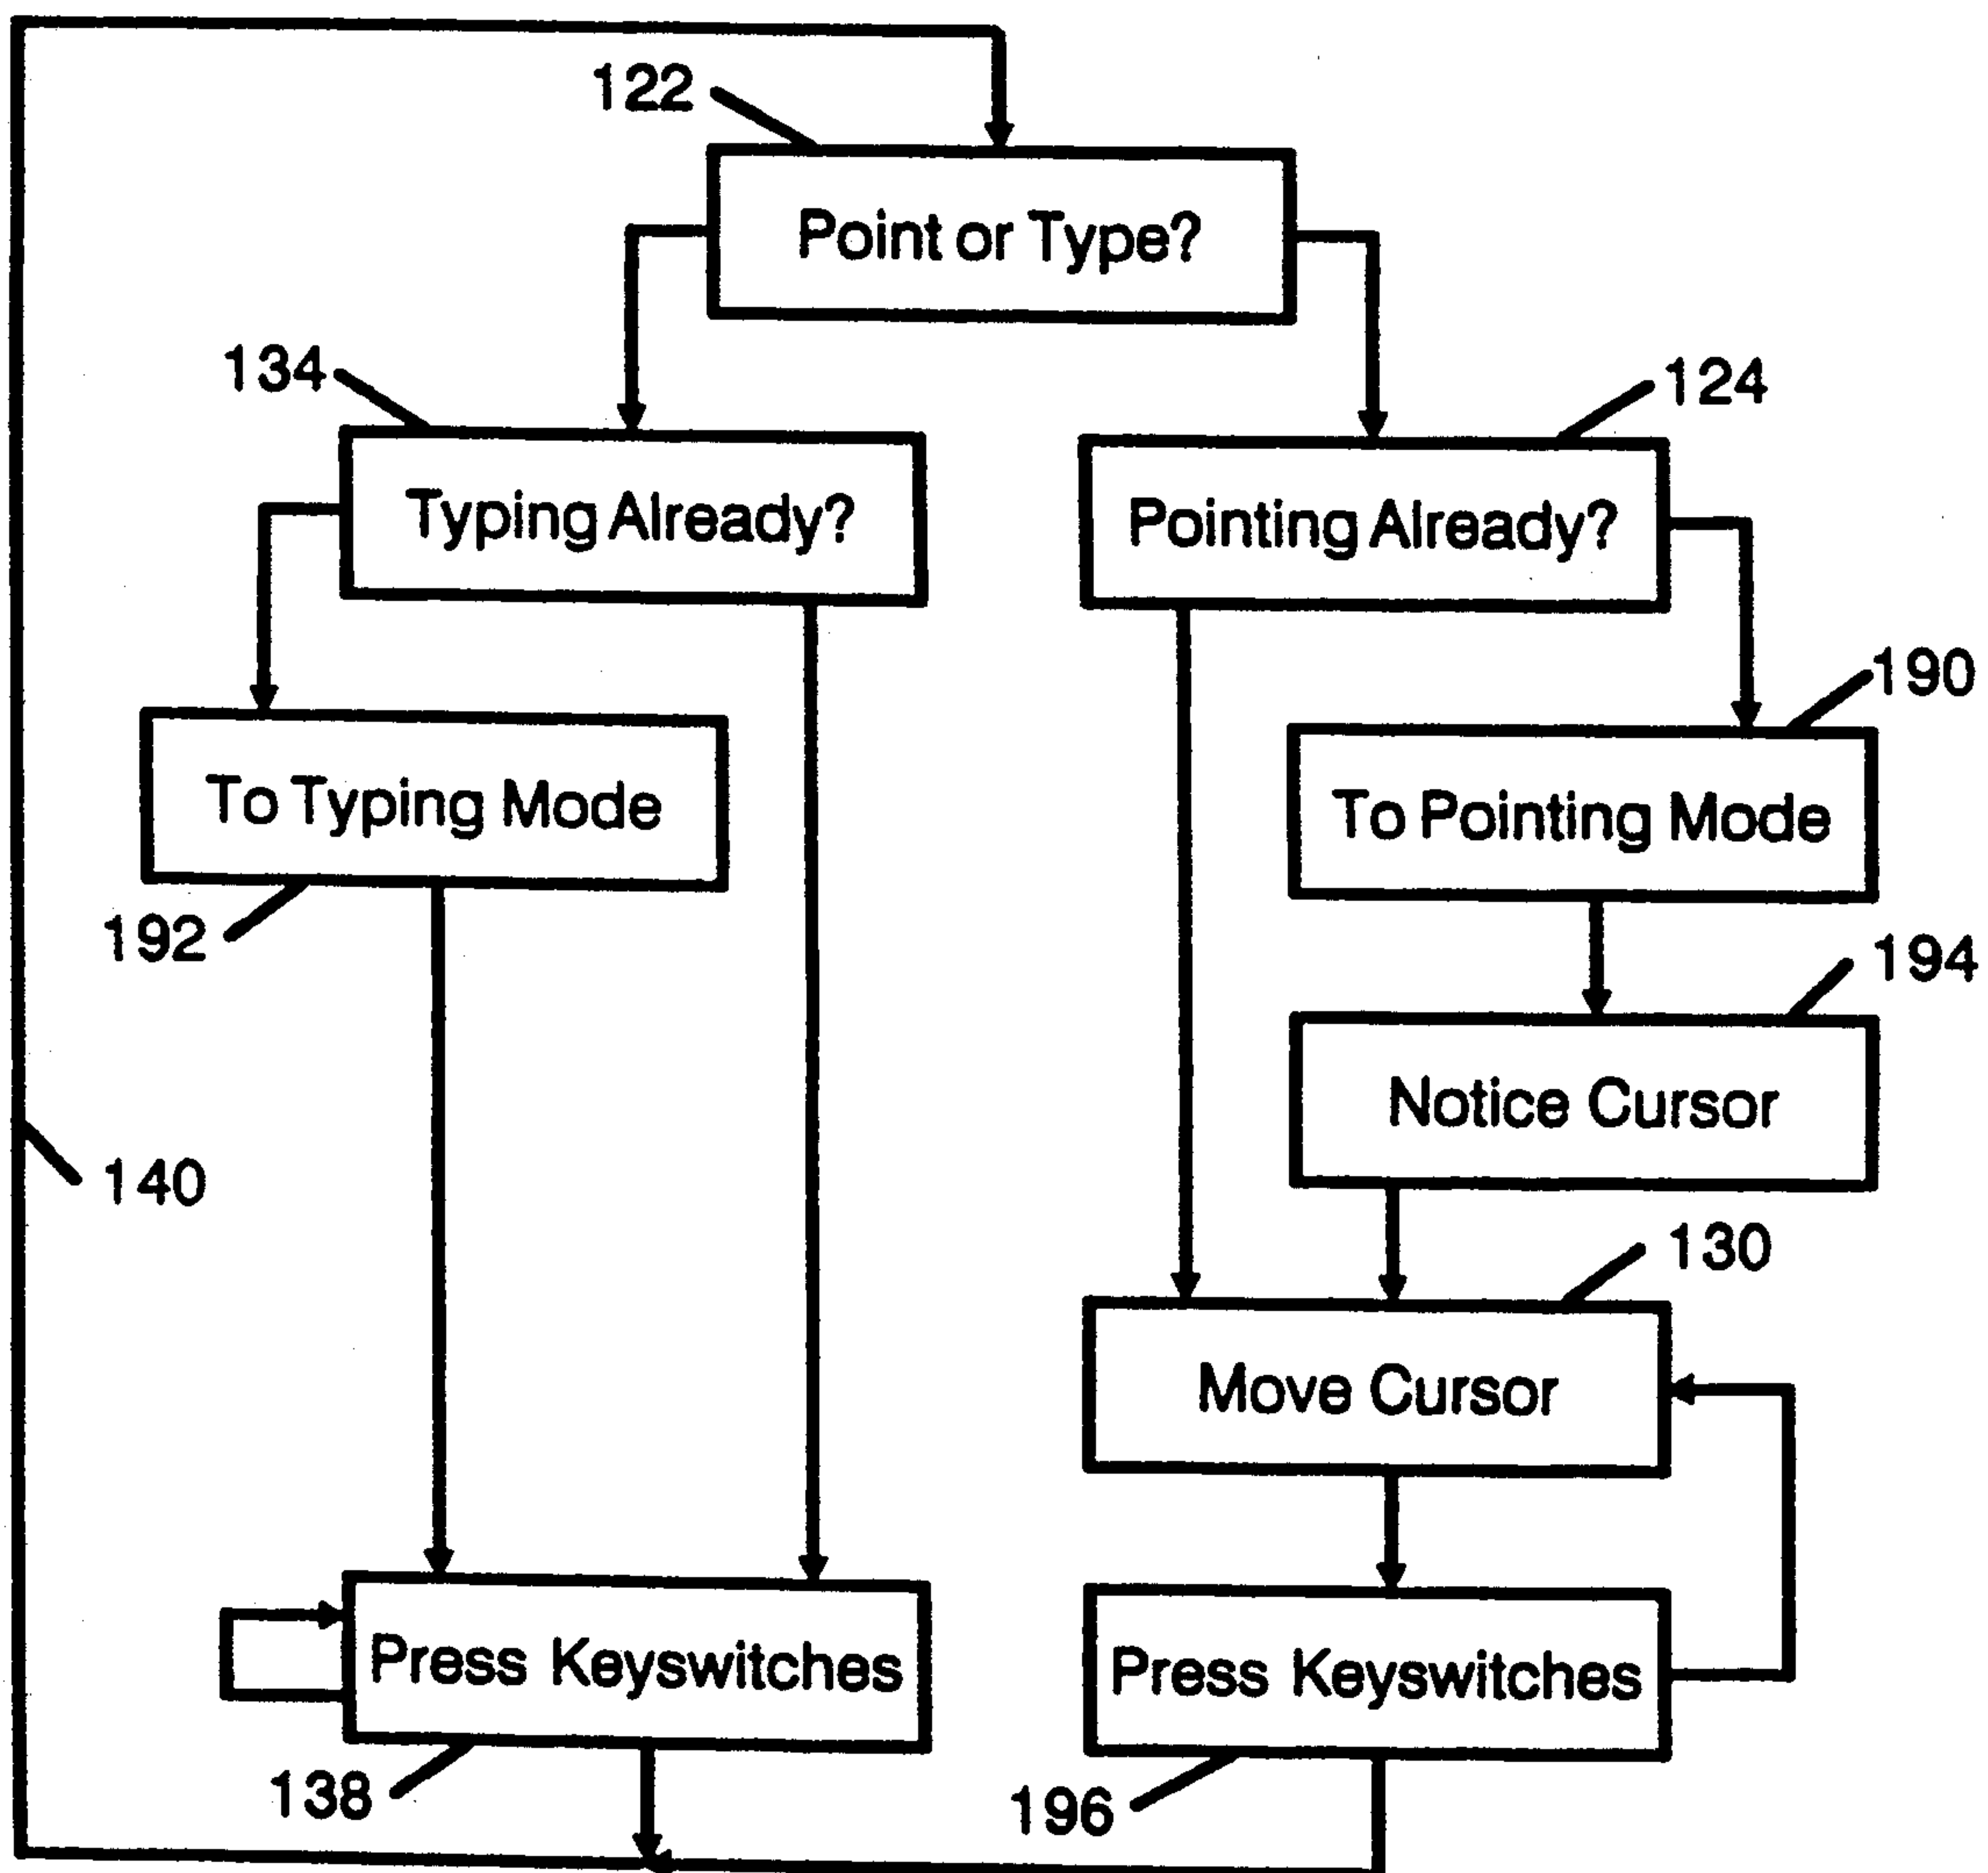 122
Point or Type?
134
124
Typing Already?
Pointing Already?
190
To Typing Mode
To Pointing Mode
192
194
Notice Cursor
140
130
Move Cursor
Press Keyswitches
Press Keyswitches
138
196